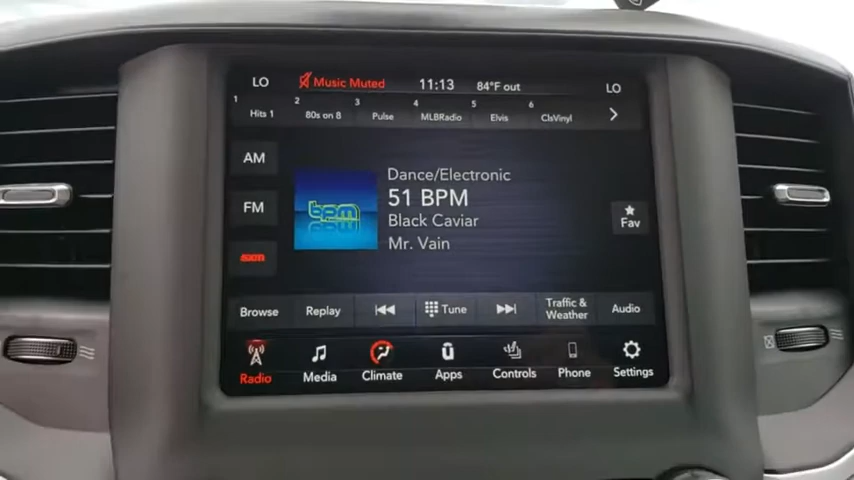 LO Music Muted 11:13 84°F out LO
1 2 3 4 5 6
Hits 1 80s on 8 Pulse MLBRadio Elvis ClsVinyl
AM
FM
sxm
bpm
Dance/Electronic
51 BPM
Black Caviar
Mr. Vain
Fav
Browse Replay Tune Traffic & Weather Audio
Radio Media Climate Apps Controls Phone Settings